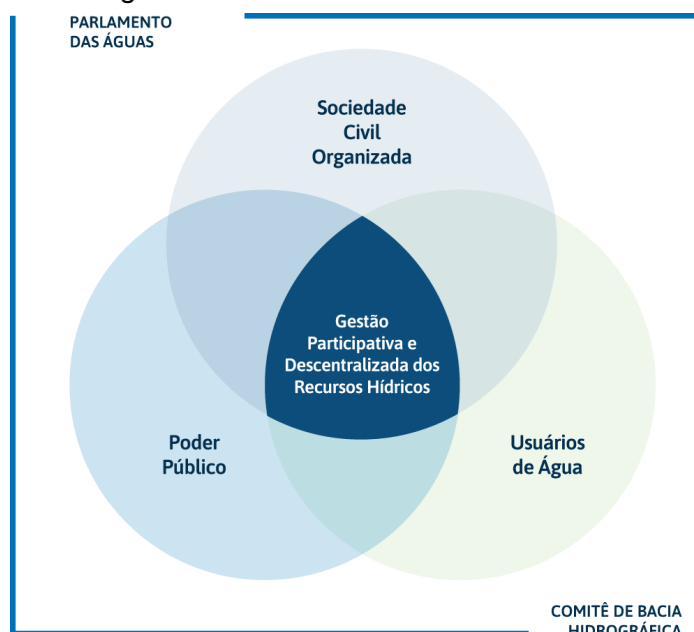 PARLAMENTO
DAS ÁGUAS
Sociedade
Civil
Organizada
Gestão
Participativa e
Descentralizada dos
Recursos Hídricos
Poder
Público
Usuários
de Água
COMITÊ DE BACIA
HIDROGRÁFICA